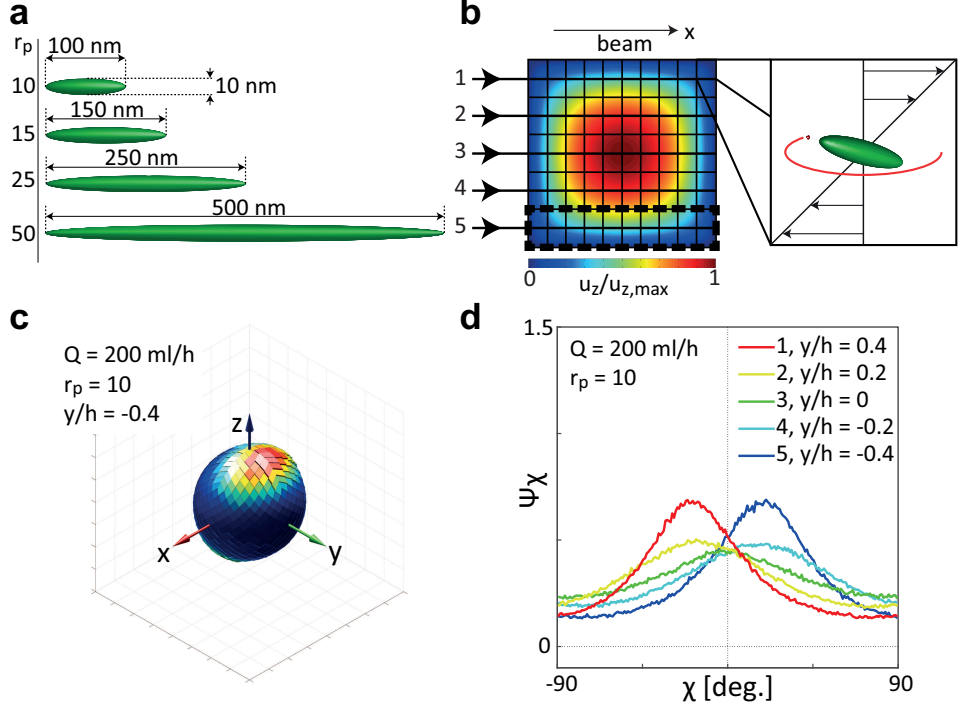 a
r_p
100 nm
10
10 nm
150 nm
15
250 nm
25
500 nm
50
b
x
beam
1
2
3
4
5
0
1
u_z/u_z,max
c
Q = 200 ml/h
r_p = 10
y/h = -0.4
z
x
y
d
1.5
Q = 200 ml/h
r_p = 10
1, y/h = 0.4
2, y/h = 0.2
3, y/h = 0
4, y/h = -0.2
5, y/h = -0.4
Ψχ
0
-90
χ [deg.]
90